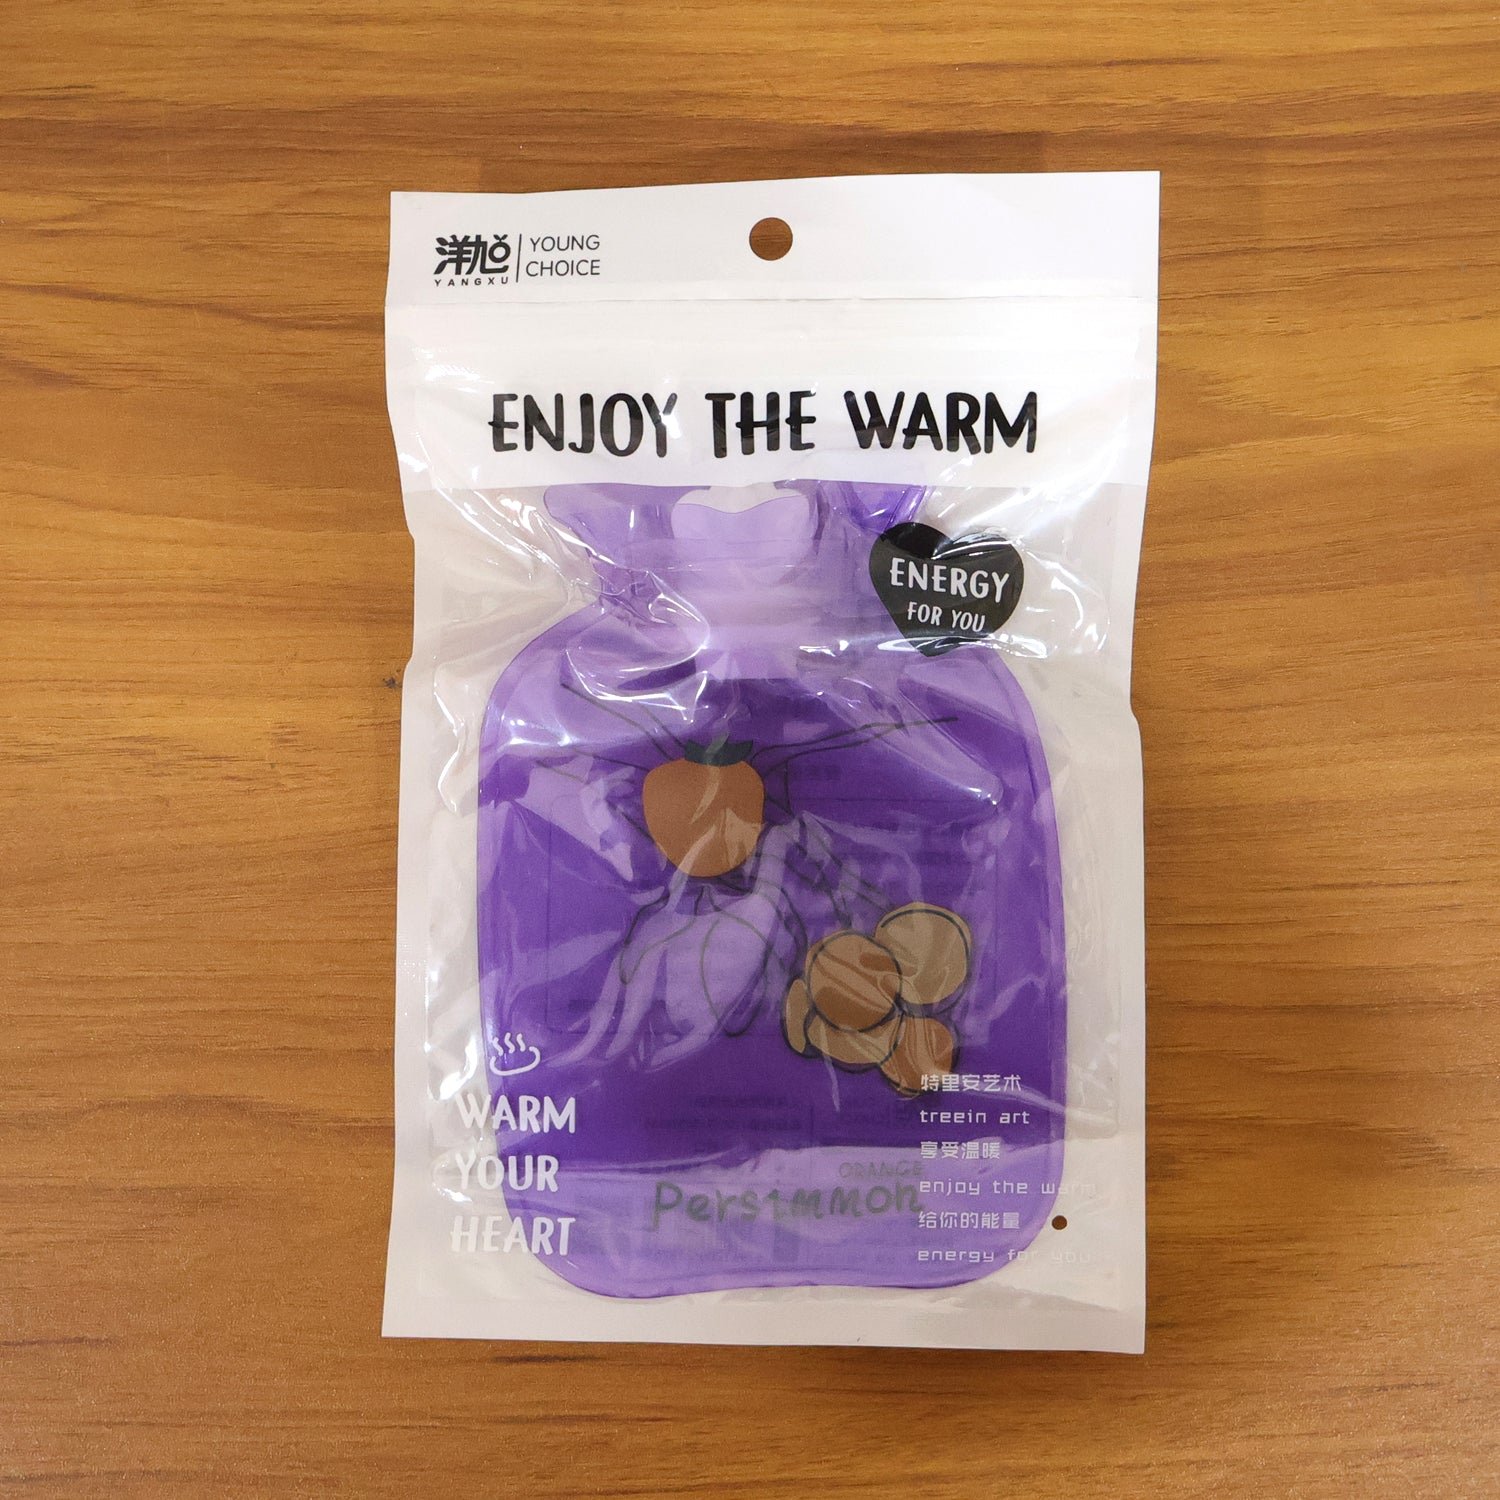 洋旭
YANGXU
YOUNG
CHOICE
ENJOY THE WARM
ENERGY
FOR YOU
WARM
YOUR
HEART
特里安艺术
treein art
享受温暖
enjoy the warm
给你的能量
energy for you
ORANGE
Persimmon